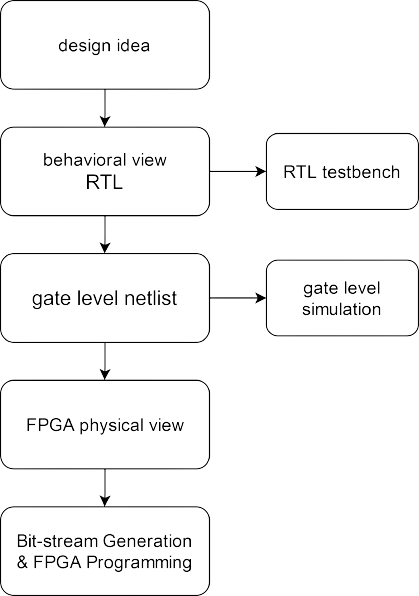 design idea
behavioral view
RTL
RTL testbench
gate level netlist
gate level
simulation
FPGA physical view
Bit-stream Generation
& FPGA Programming